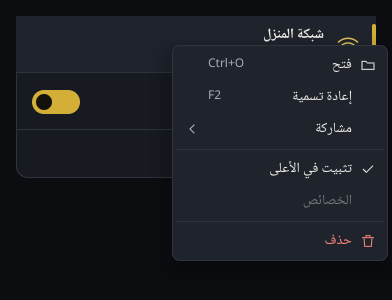 شبكة المنزل
فتح Ctrl+O
إعادة تسمية F2
مشاركة
تثبيت في الأعلى
الخصائص
حذف